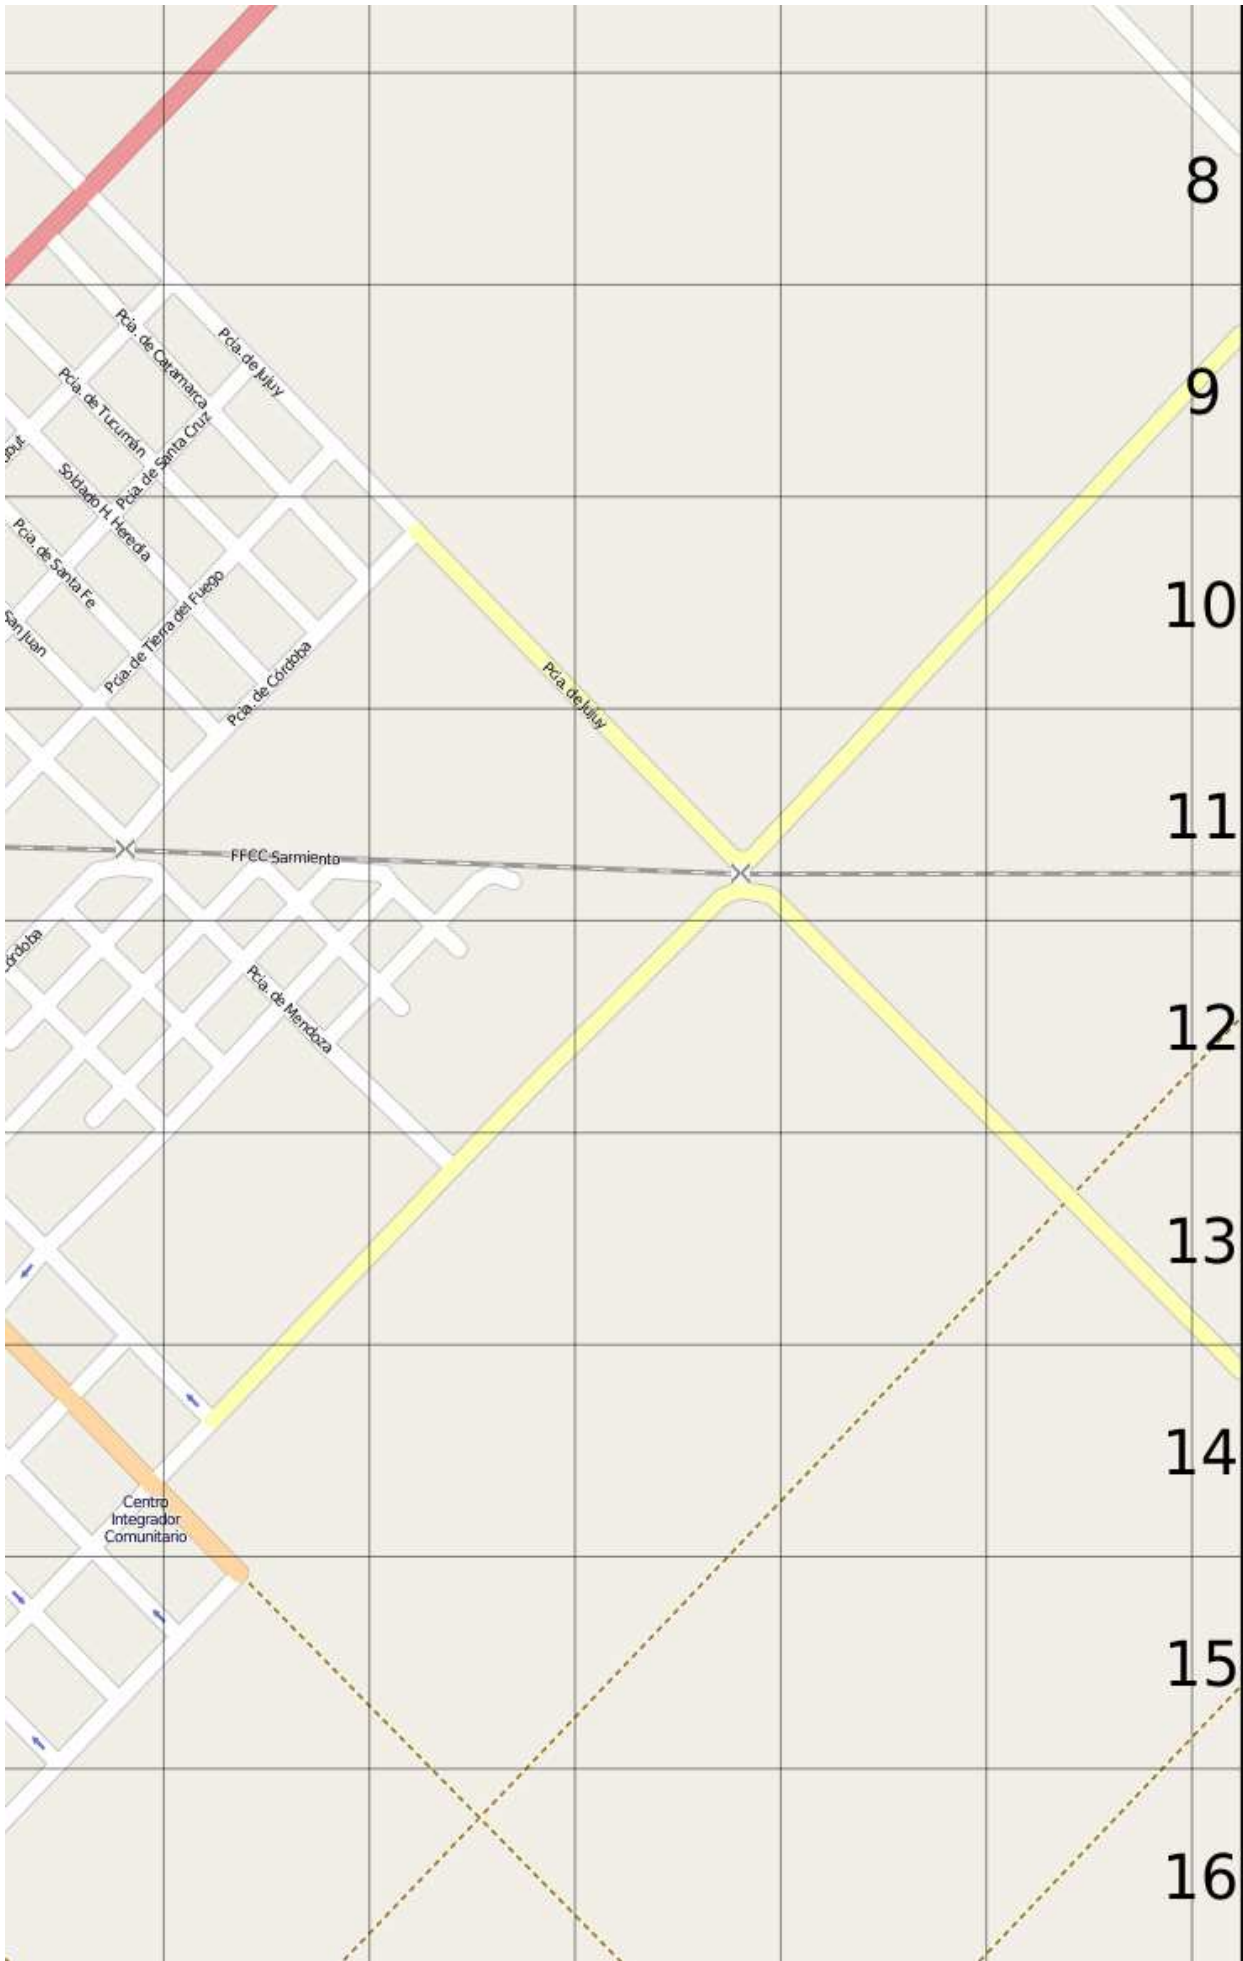 8
Pcia. de Catamarca
Pcia. de Jujuy
9
Pcia. de Tucumán
Pcia. de Santa Cruz
Soldado H. Heredia
Pcia. de Santa Fe
10
Pcia. de Tierra del Fuego
San Juan
Pcia. de Córdoba
Pcia. de Jujuy
11
FFCC Sarmiento
órdoba
Pcia. de Mendoza
12
13
14
Centro
Integrador
Comunitario
15
16